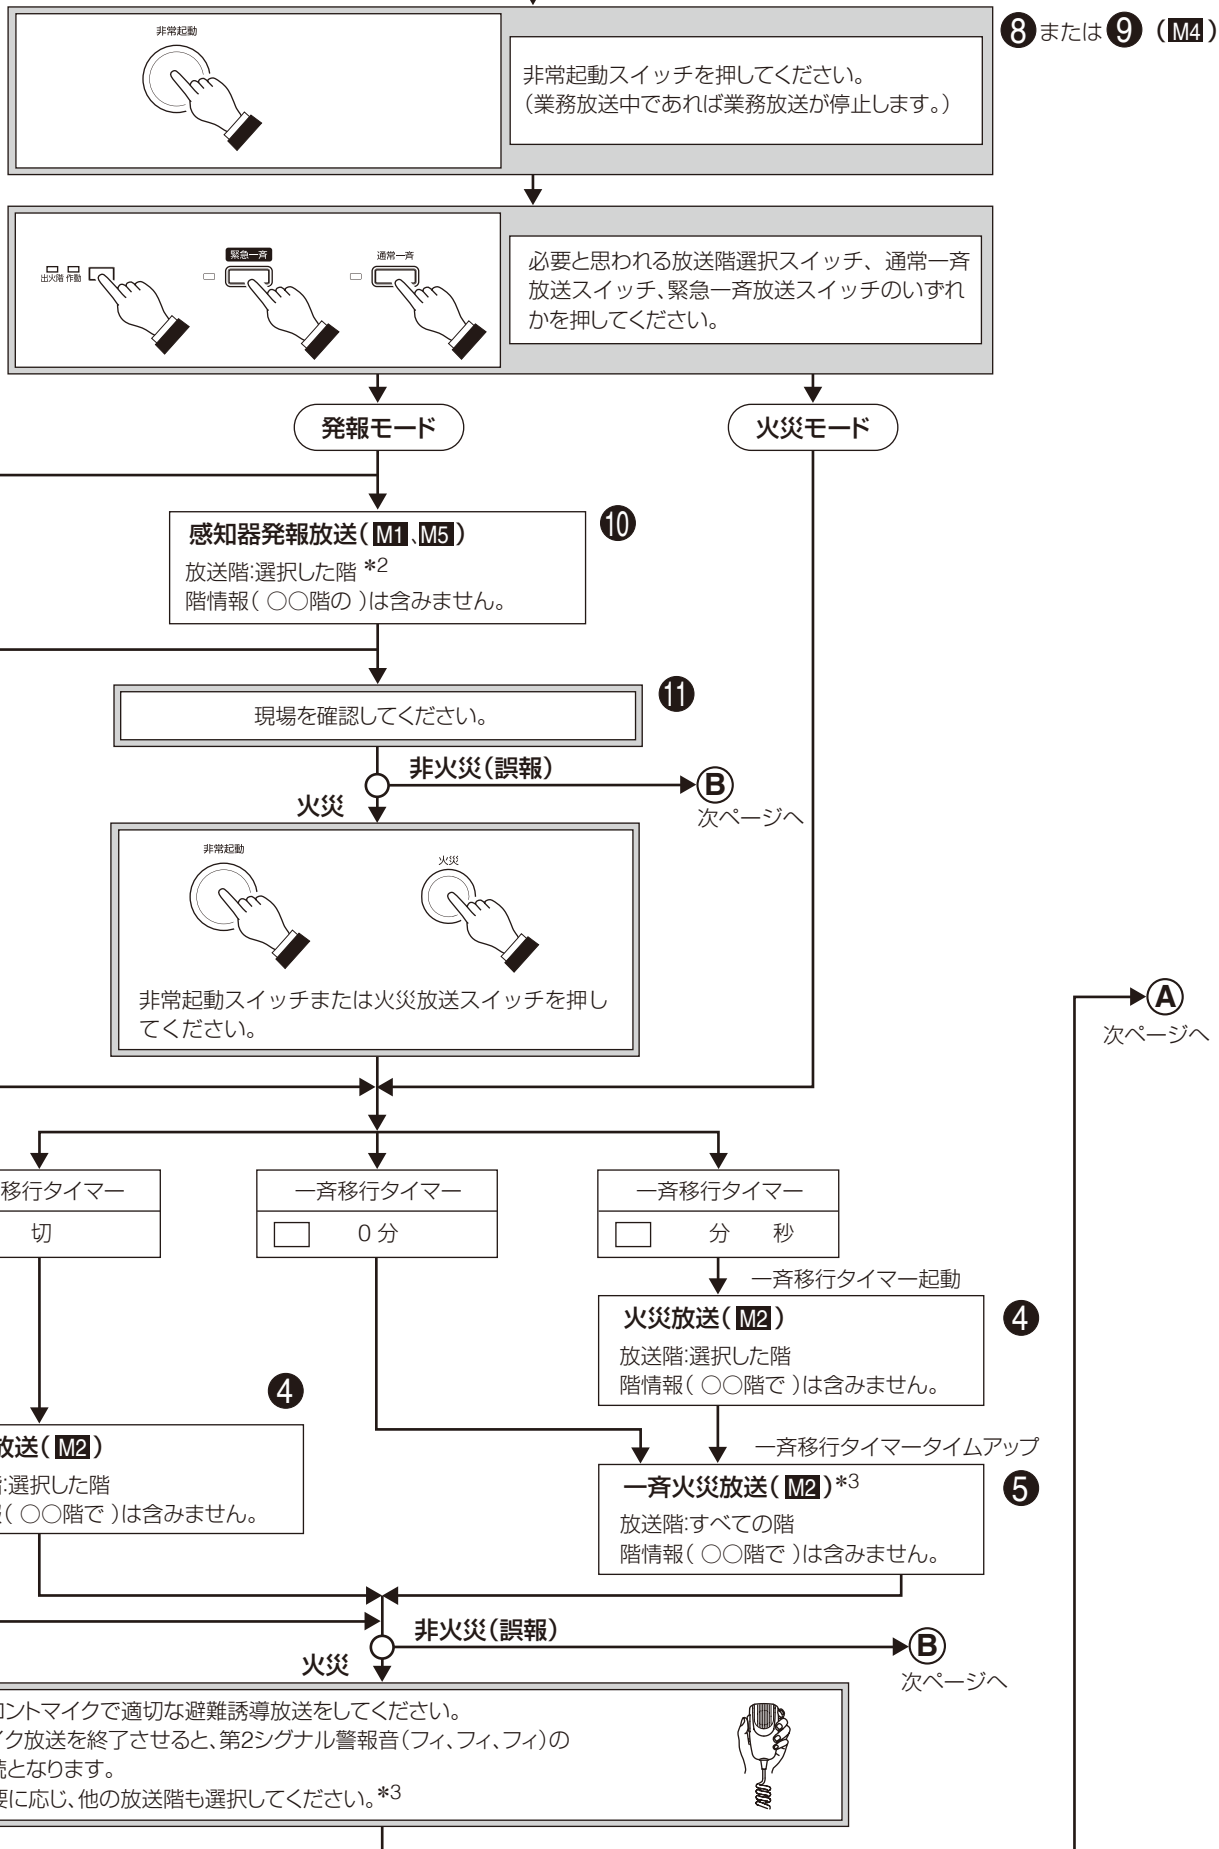 非常起動
非常起動スイッチを押してください。
（業務放送中であれば業務放送が停止します。）
❽または❾（M4）
出火階 作動
緊急一斉
通常一斉
必要と思われる放送階選択スイッチ、通常一斉
放送スイッチ、緊急一斉放送スイッチのいずれ
かを押してください。
発報モード
火災モード
感知器発報放送（M1、M5）
❿
放送階:選択した階 *2
階情報（ ○○階の ）は含みません。
現場を確認してください。
⓫
非火災（誤報）
B
次ページへ
火災
非常起動
火災
非常起動スイッチまたは火災放送スイッチを押し
てください。
A
次ページへ
移行タイマー
切
一斉移行タイマー
0分
一斉移行タイマー
分 秒
一斉移行タイマー起動
火災放送（M2）
❹
放送階:選択した階
階情報（ ○○階で ）は含みません。
❹
放送（M2）
:選択した階
（ ○○階で ）は含みません。
一斉移行タイマータイムアップ
一斉火災放送（M2）*3
❺
放送階:すべての階
階情報（ ○○階で ）は含みません。
非火災（誤報）
B
次ページへ
火災
ントマイクで適切な避難誘導放送をしてください。
ク放送を終了させると、第2シグナル警報音（フィ、フィ、フィ）の
となります。
に応じ、他の放送階も選択してください。*3